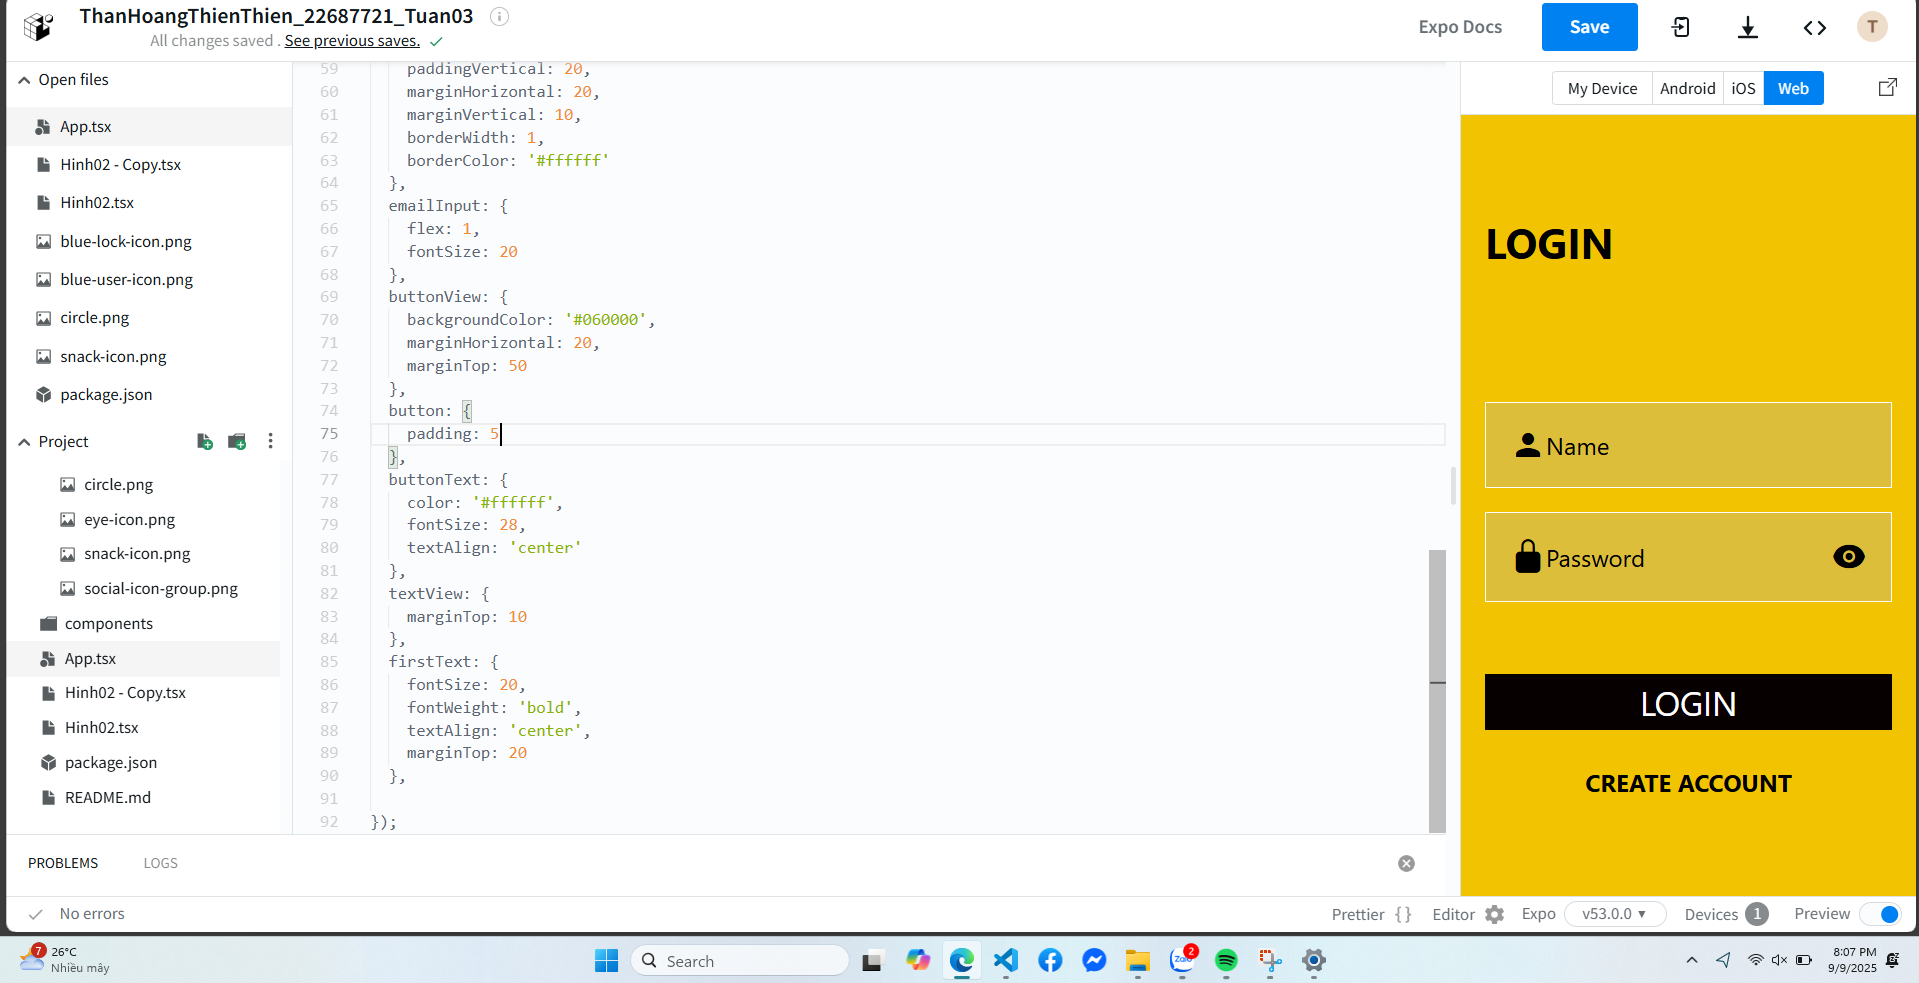 ThanHoangThienThien_22687721_Tuan03
All changes saved . See previous saves.
Expo Docs
Save
T
Open files
App.tsx
Hinh02 - Copy.tsx
Hinh02.tsx
blue-lock-icon.png
blue-user-icon.png
circle.png
snack-icon.png
package.json
Project
circle.png
eye-icon.png
snack-icon.png
social-icon-group.png
components
App.tsx
Hinh02 - Copy.tsx
Hinh02.tsx
package.json
README.md
59 paddingVertical: 20,
60 marginHorizontal: 20,
61 marginVertical: 10,
62 borderWidth: 1,
63 borderColor: '#ffffff'
64 },
65 emailInput: {
66 flex: 1,
67 fontSize: 20
68 },
69 buttonView: {
70 backgroundColor: '#060000',
71 marginHorizontal: 20,
72 marginTop: 50
73 },
74 button: {
75 padding: 5
76 },
77 buttonText: {
78 color: '#ffffff',
79 fontSize: 28,
80 textAlign: 'center'
81 },
82 textView: {
83 marginTop: 10
84 },
85 firstText: {
86 fontSize: 20,
87 fontWeight: 'bold',
88 textAlign: 'center',
89 marginTop: 20
90 },
91
92 });
My Device Android iOS Web
LOGIN
Name
Password
LOGIN
CREATE ACCOUNT
PROBLEMS LOGS
No errors
Prettier {} Editor Expo v53.0.0 Devices 1 Preview
7
26°C
Nhiều mây
Search
Zalo
2
8:07 PM
9/9/2025